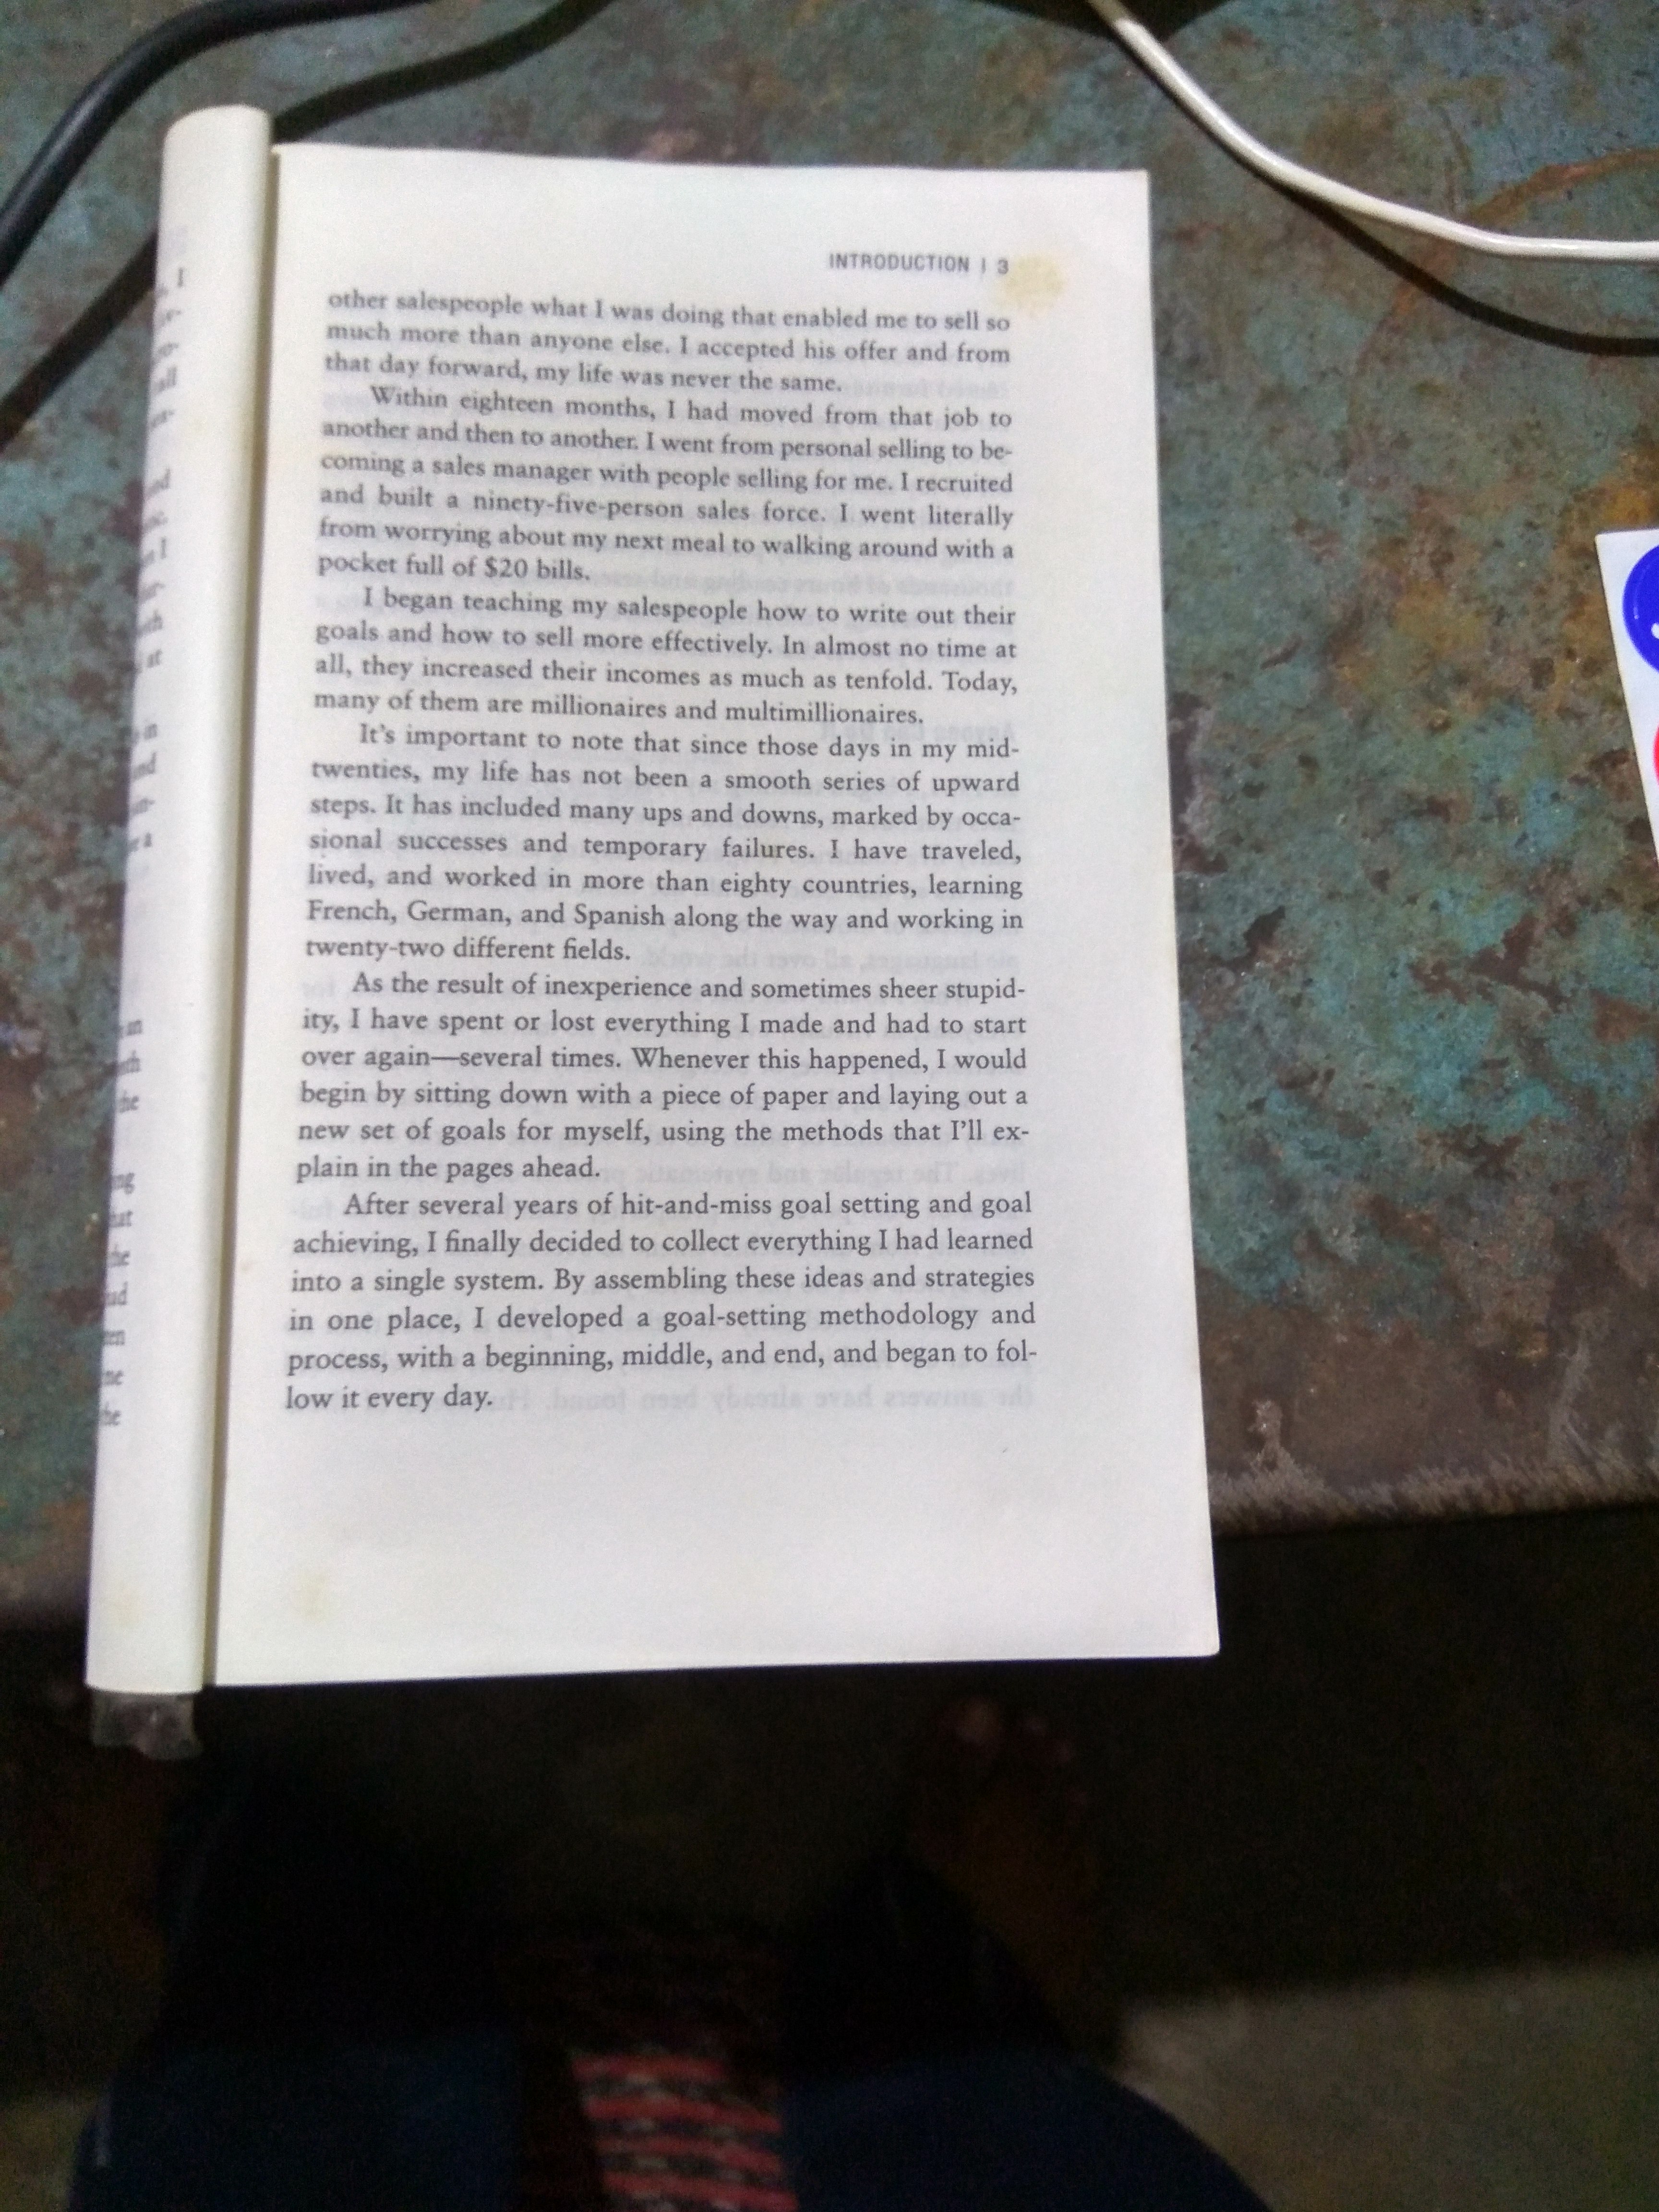 INTRODUCTION | 3
other salespeople what I was doing that enabled me to sell so
much more than anyone else. I accepted his offer and from
that day forward, my life was never the same.
Within eighteen months, I had moved from that job to
another and then to another. I went from personal selling to be-
coming a sales manager with people selling for me. I recruited
and built a ninety-five-person sales force. I went literally
from worrying about my next meal to walking around with a
pocket full of $20 bills.
I began teaching my salespeople how to write out their
goals and how to sell more effectively. In almost no time at
all, they increased their incomes as much as tenfold. Today,
many of them are millionaires and multimillionaires.
It's important to note that since those days in my mid-
twenties, my life has not been a smooth series of upward
steps. It has included many ups and downs, marked by occa-
sional successes and temporary failures. I have traveled,
lived, and worked in more than eighty countries, learning
French, German, and Spanish along the way and working in
twenty-two different fields.
As the result of inexperience and sometimes sheer stupid-
ity, I have spent or lost everything I made and had to start
over again—several times. Whenever this happened, I would
begin by sitting down with a piece of paper and laying out a
new set of goals for myself, using the methods that I'll ex-
plain in the pages ahead.
After several years of hit-and-miss goal setting and goal
achieving, I finally decided to collect everything I had learned
into a single system. By assembling these ideas and strategies
in one place, I developed a goal-setting methodology and
process, with a beginning, middle, and end, and began to fol-
low it every day.